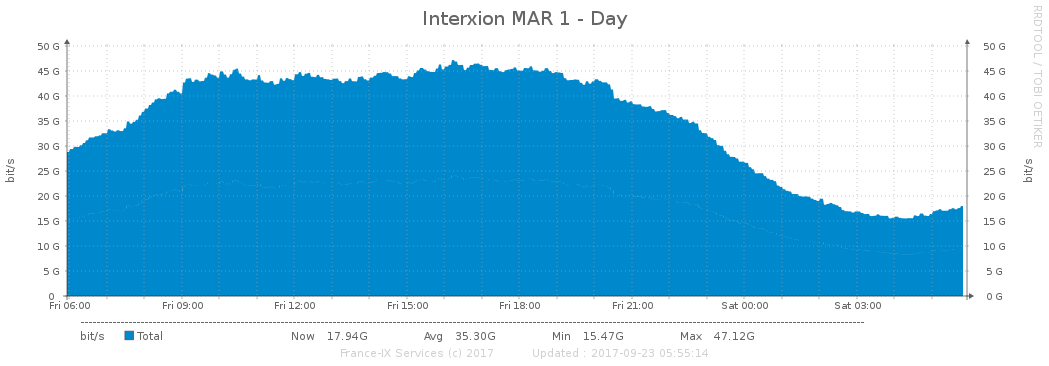 Interxion MAR 1 - Day
RRDTOOL / TOBI OETIKER
bit/s
50 G 50 G
45 G 45 G
40 G 40 G
35 G 35 G
30 G 30 G
25 G 25 G
20 G 20 G
15 G 15 G
10 G 10 G
5 G 5 G
0 0 G
bit/s
Fri 06:00 Fri 09:00 Fri 12:00 Fri 15:00 Fri 18:00 Fri 21:00 Sat 00:00 Sat 03:00
bit/s Total Now 17.94G Avg 35.30G Min 15.47G Max 47.12G
France-IX Services (c) 2017 Updated : 2017-09-23 05:55:14